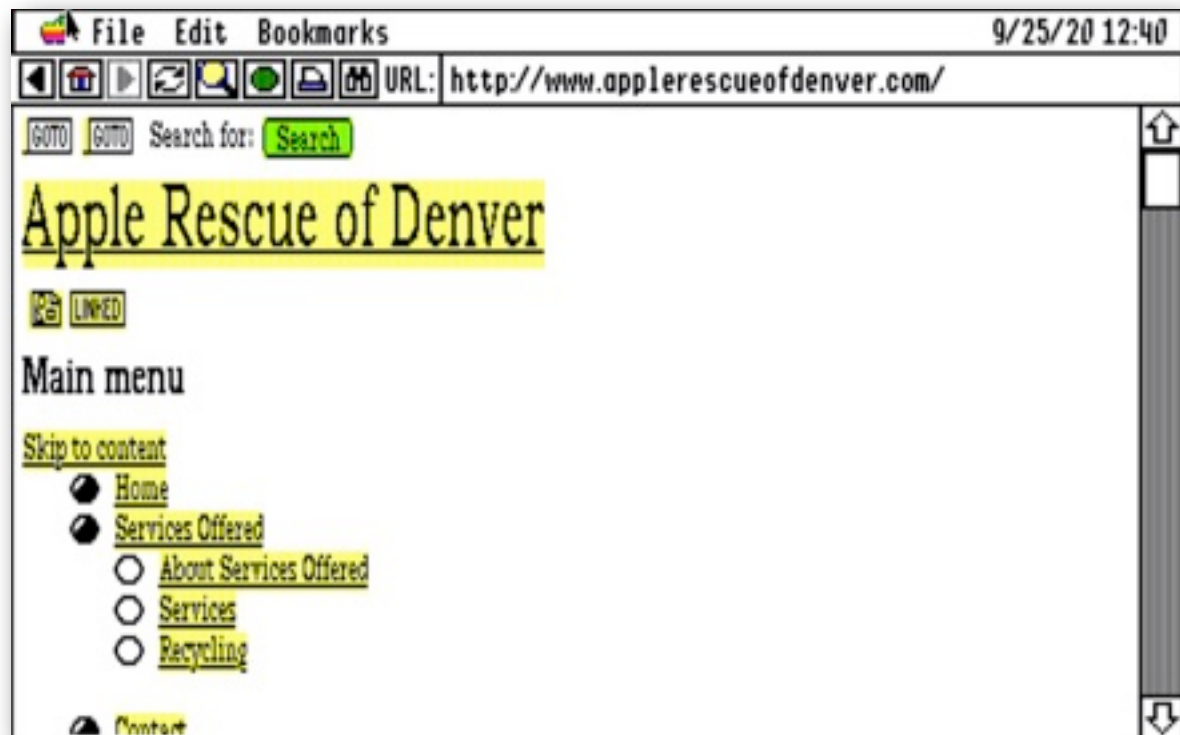 File Edit Bookmarks 9/25/20 12:40
URL: http://www.applerescueofdenver.com/
GOTO GOTO Search for: Search
Apple Rescue of Denver
LINKED
Main menu
Skip to content
Home
Services Offered
About Services Offered
Services
Recycling
Contact